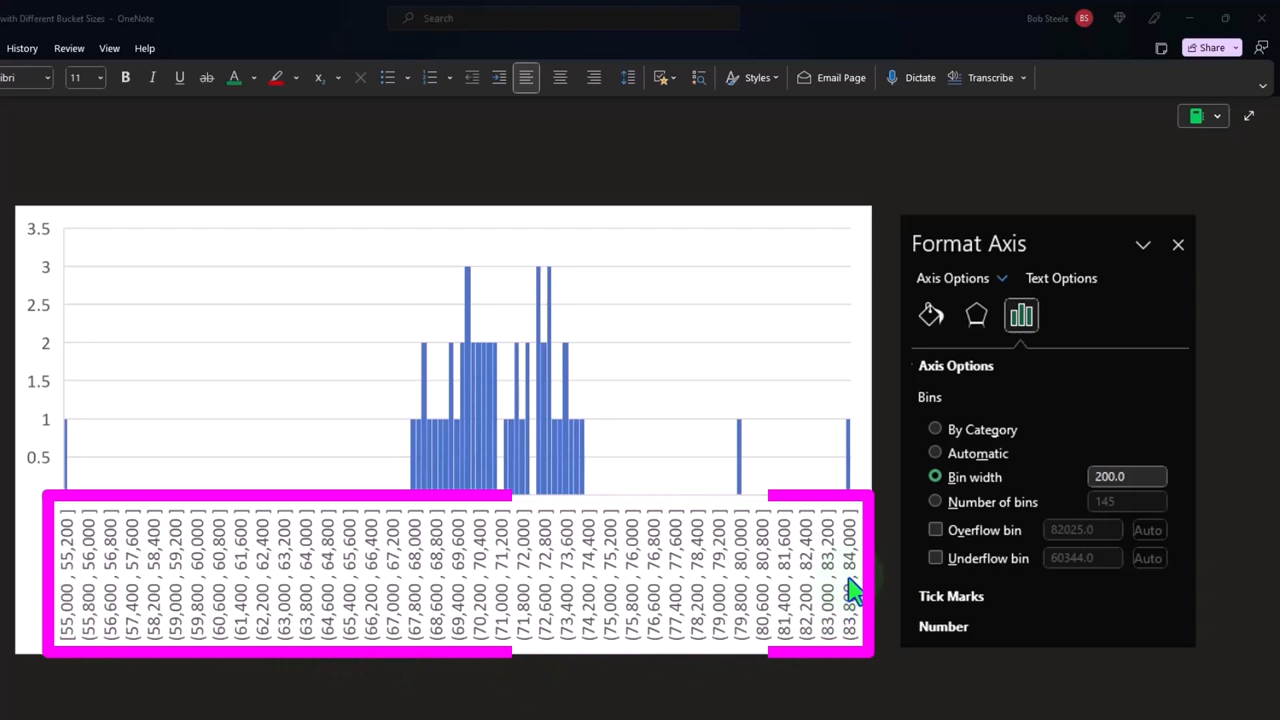 with Different Bucket Sizes - OneNote
Search
Bob Steele
BS
History
Review
View
Help
Share
ibri
11
B
I
U
ab
A
Styles
Email Page
Dictate
Transcribe
3.5
3
2.5
2
1.5
1
0.5
[55,000 , 55,200 ]
(55,800 , 56,000 ]
(56,600 , 56,800 ]
(57,400 , 57,600 ]
(58,200 , 58,400 ]
(59,000 , 59,200 ]
(59,800 , 60,000 ]
(60,600 , 60,800 ]
(61,400 , 61,600 ]
(62,200 , 62,400 ]
(63,000 , 63,200 ]
(63,800 , 64,000 ]
(64,600 , 64,800 ]
(65,400 , 65,600 ]
(66,200 , 66,400 ]
(67,000 , 67,200 ]
(67,800 , 68,000 ]
(68,600 , 68,800 ]
(69,400 , 69,600 ]
(70,200 , 70,400 ]
(71,000 , 71,200 ]
(71,800 , 72,000 ]
(72,600 , 72,800 ]
(73,400 , 73,600 ]
(74,200 , 74,400 ]
(75,000 , 75,200 ]
(75,800 , 76,000 ]
(76,600 , 76,800 ]
(77,400 , 77,600 ]
(78,200 , 78,400 ]
(79,000 , 79,200 ]
(79,800 , 80,000 ]
(80,600 , 80,800 ]
(81,400 , 81,600 ]
(82,200 , 82,400 ]
(83,000 , 83,200 ]
, 84,000 ]
Format Axis
Axis Options
Text Options
Axis Options
Bins
By Category
Automatic
Bin width
200.0
Number of bins
145
Overflow bin
82025.0
Auto
Underflow bin
60344.0
Auto
Tick Marks
Number